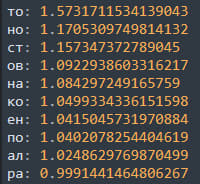 то: 1.5731711534139043
но: 1.1705309749814132
ст: 1.157347372789045
ов: 1.0922938603316217
на: 1.084297249165217
ко: 1.0499334336151598
ен: 1.0415045731970884
по: 1.0402078254404619
ал: 1.0248629769870499
ра: 0.9991441464806267